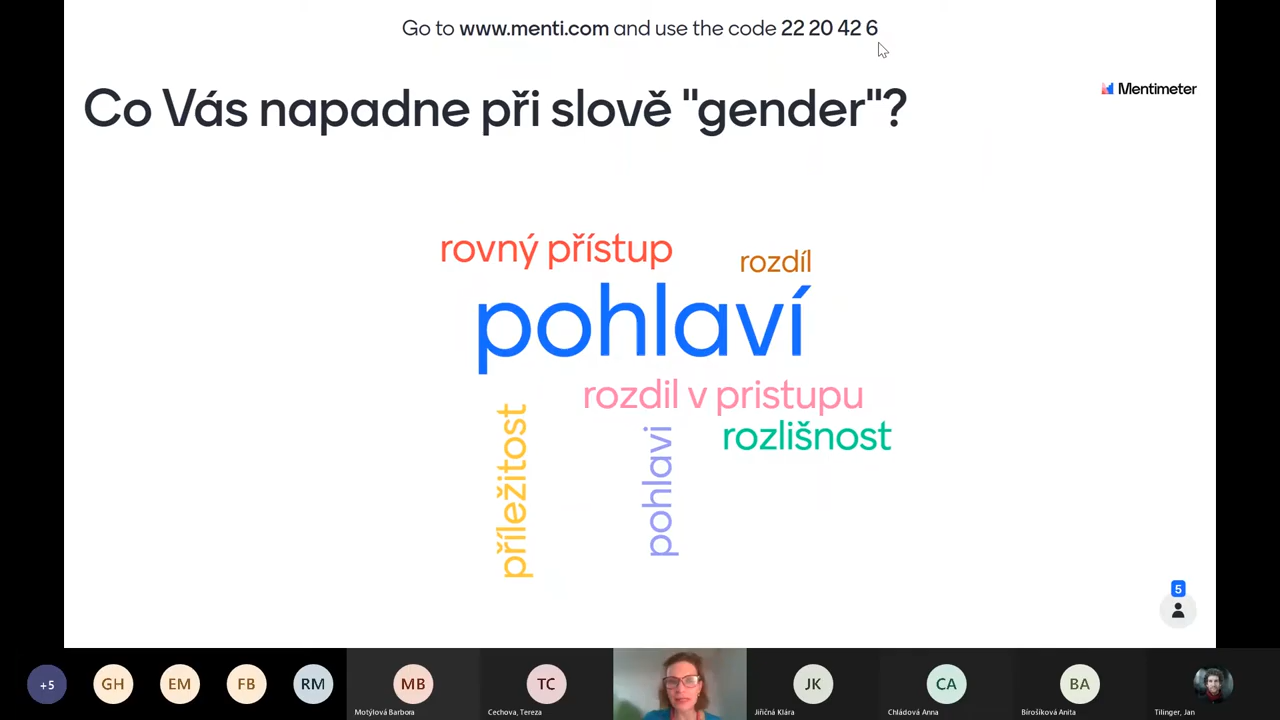 Go to www.menti.com and use the code 22 20 42 6
Mentimeter
Co Vás napadne při slově "gender"?
rovný přístup
rozdíl
pohlaví
rozdil v pristupu
rozlišnost
příležitost
pohlavi
5
+5
GH
EM
FB
RM
MB
Motýlová Barbora
TC
Cechova, Tereza
JK
Jiřičná Klára
CA
Chládová Anna
BA
Bírošíková Anita
Tilinger, Jan